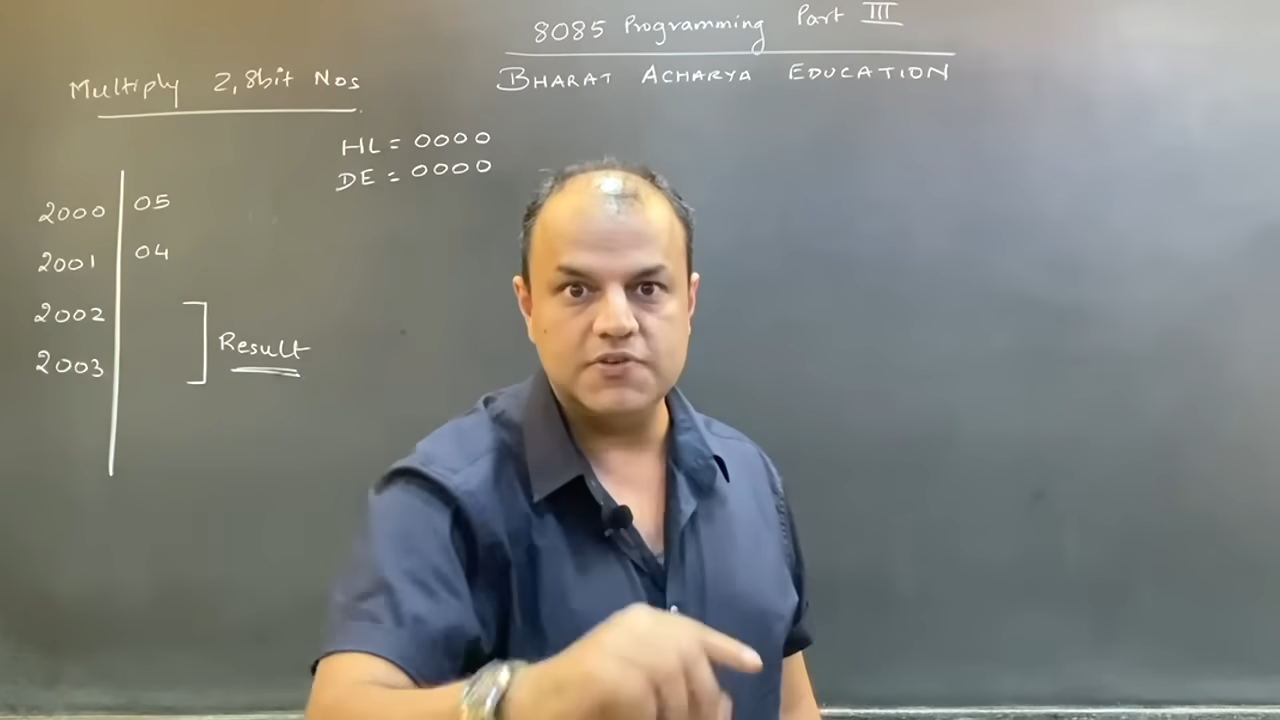 8085 Programming Part III
BHARAT ACHARYA EDUCATION
Multiply 2, 8bit Nos
HL = 0000
DE = 0000
2000 05
2001 04
2002
2003
Result